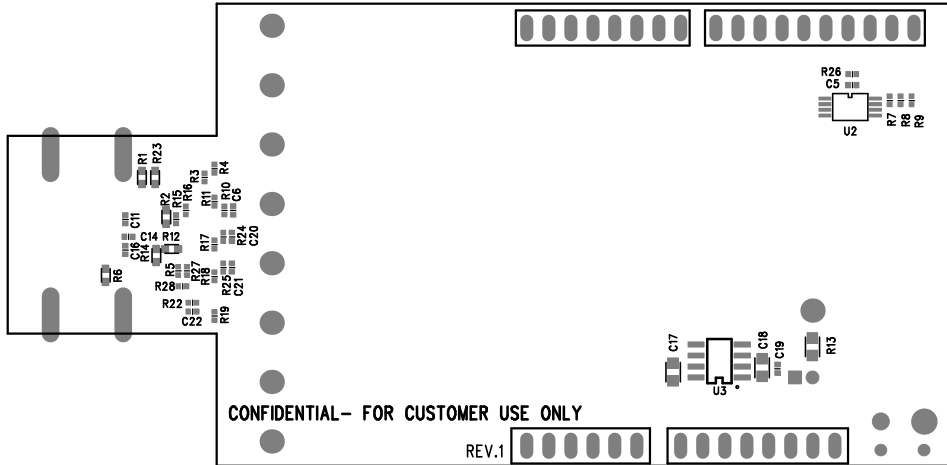 R26
C5
U2
R7
R8
R9
R1
R23
R3
R4
R2
R15
R16
R11
R10
C6
C11
C14
R12
C16
R14
R17
R24
C20
R6
R5
R27
R18
R25
C21
R28
R22
C22
R19
C17
U3
C18
C19
R13
CONFIDENTIAL- FOR CUSTOMER USE ONLY
REV.1